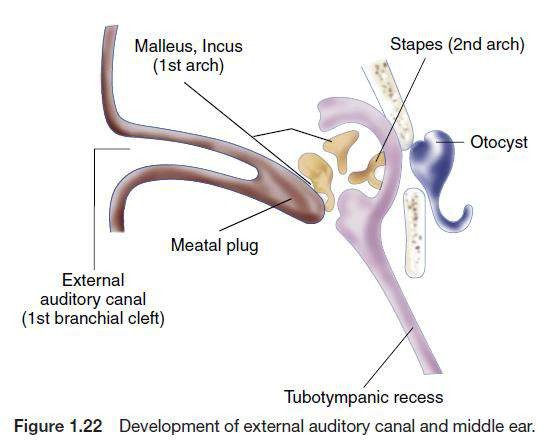 Malleus, Incus
(1st arch)
Stapes (2nd arch)
Otocyst
Meatal plug
External
auditory canal
(1st branchial cleft)
Tubotympanic recess
Figure 1.22 Development of external auditory canal and middle ear.